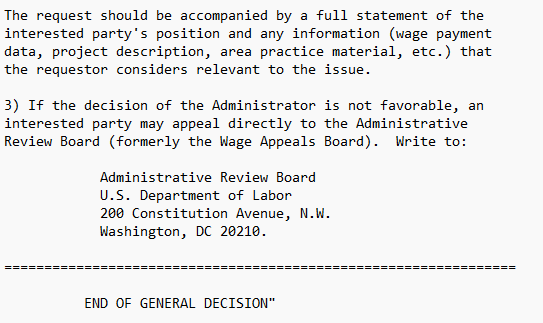 The request should be accompanied by a full statement of the
interested party's position and any information (wage payment
data, project description, area practice material, etc.) that
the requestor considers relevant to the issue.
3) If the decision of the Administrator is not favorable, an
interested party may appeal directly to the Administrative
Review Board (formerly the Wage Appeals Board).  Write to:
Administrative Review Board
U.S. Department of Labor
200 Constitution Avenue, N.W.
Washington, DC 20210.
================================================================
END OF GENERAL DECISION"